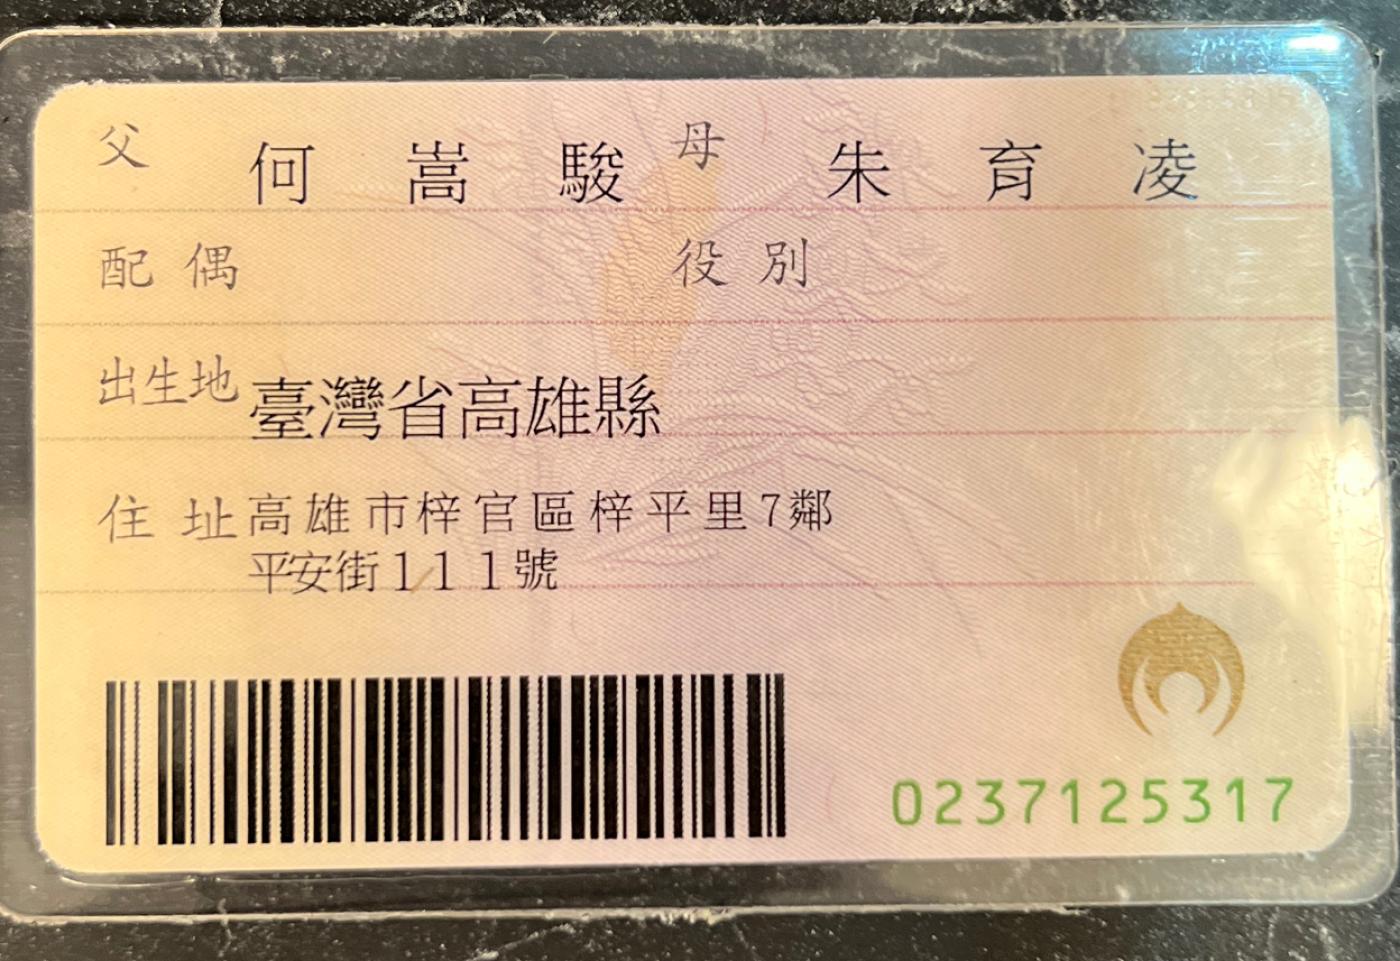 父 何嵩駿 母 朱育凌
配偶 役別
出生地 臺灣省高雄縣
住址 高雄市梓官區梓平里7鄰
平安街111號
0237125317